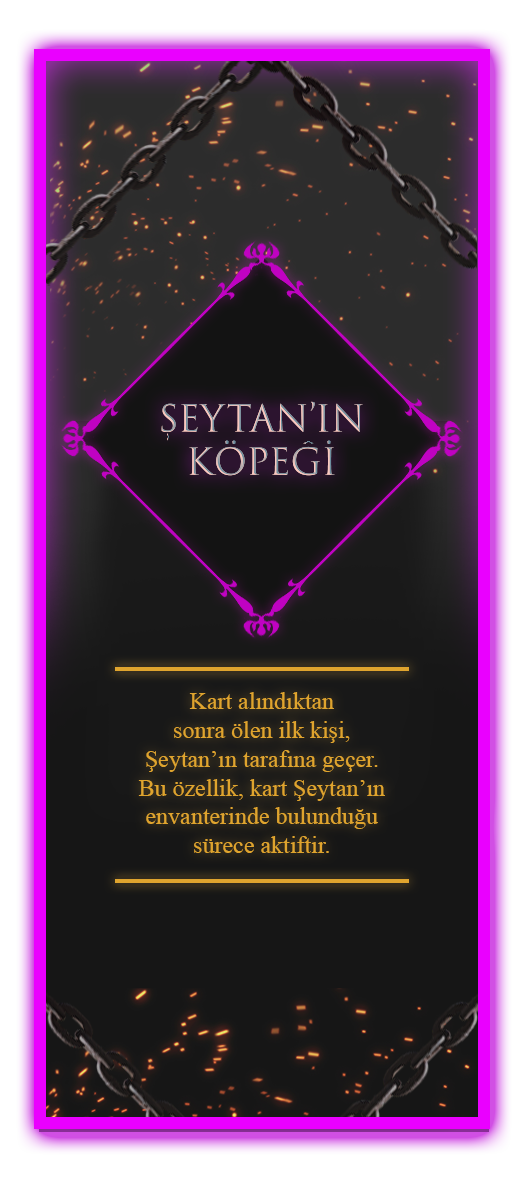 ŞEYTAN’IN
KÖPEĞİ
Kart alındıktan
sonra ölen ilk kişi,
Şeytan’ın tarafına geçer.
Bu özellik, kart Şeytan’ın
envanterinde bulunduğu
sürece aktiftir.